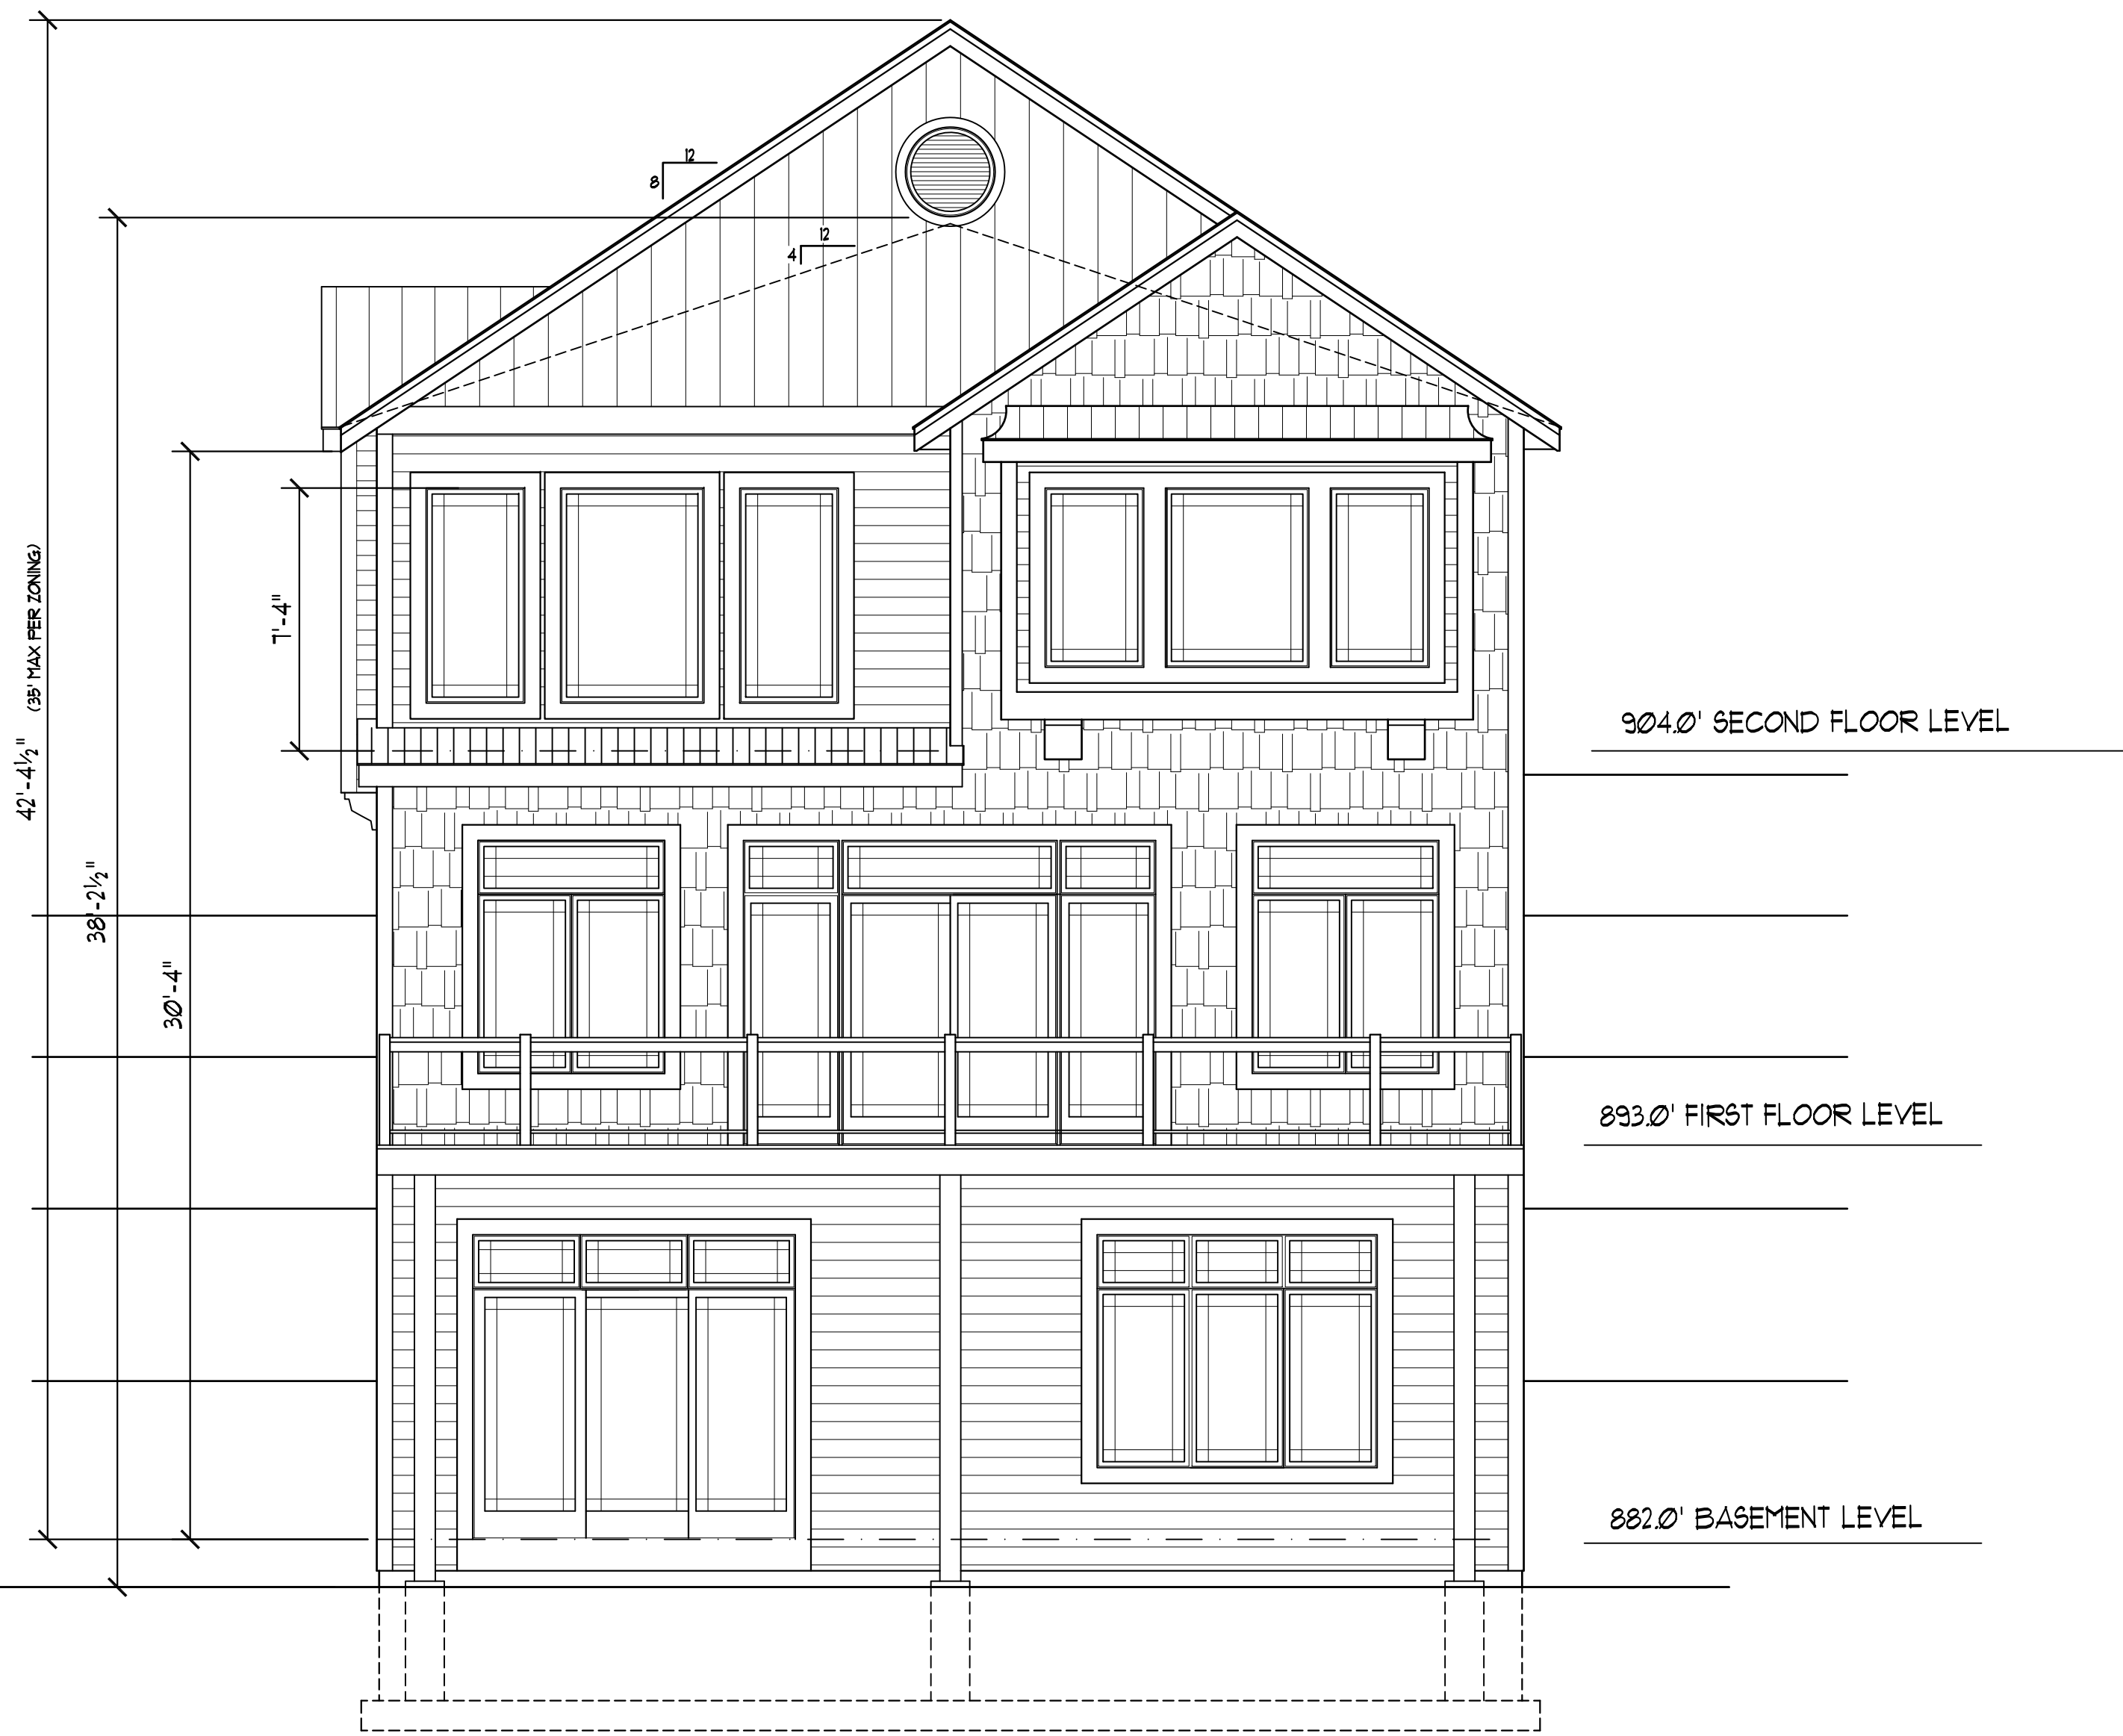 12
8
12
4
42'-4½" (35' MAX PER ZONING)
38'-2½"
30'-4"
7'-4"
904.0' SECOND FLOOR LEVEL
893.0' FIRST FLOOR LEVEL
882.0' BASEMENT LEVEL